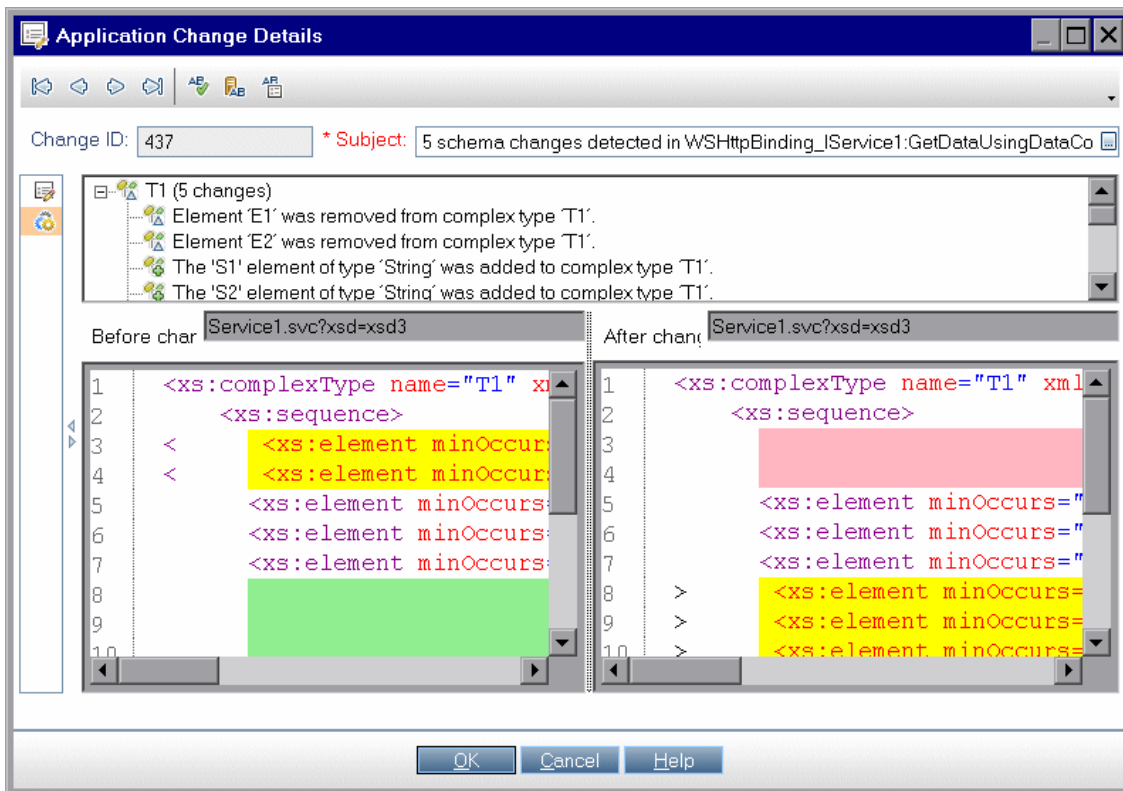 Application Change Details
Change ID: 437 * Subject: 5 schema changes detected in WSHttpBinding_IService1:GetDataUsingDataCo
T1 (5 changes)
Element 'E1' was removed from complex type 'T1'.
Element 'E2' was removed from complex type 'T1'.
The 'S1' element of type 'String' was added to complex type 'T1'.
The 'S2' element of type 'String' was added to complex type 'T1'.
Before char Service1.svc?xsd=xsd3
1 <xs:complexType name="T1" xm
2 <xs:sequence>
3 < <xs:element minOccurs
4 < <xs:element minOccurs
5 <xs:element minOccurs=
6 <xs:element minOccurs=
7 <xs:element minOccurs=
8
9
10
After chang Service1.svc?xsd=xsd3
1 <xs:complexType name="T1" xml
2 <xs:sequence>
3
4
5 <xs:element minOccurs="
6 <xs:element minOccurs="
7 <xs:element minOccurs="
8 > <xs:element minOccurs=
9 > <xs:element minOccurs=
10 > <xs:element minOccurs=
OK Cancel Help